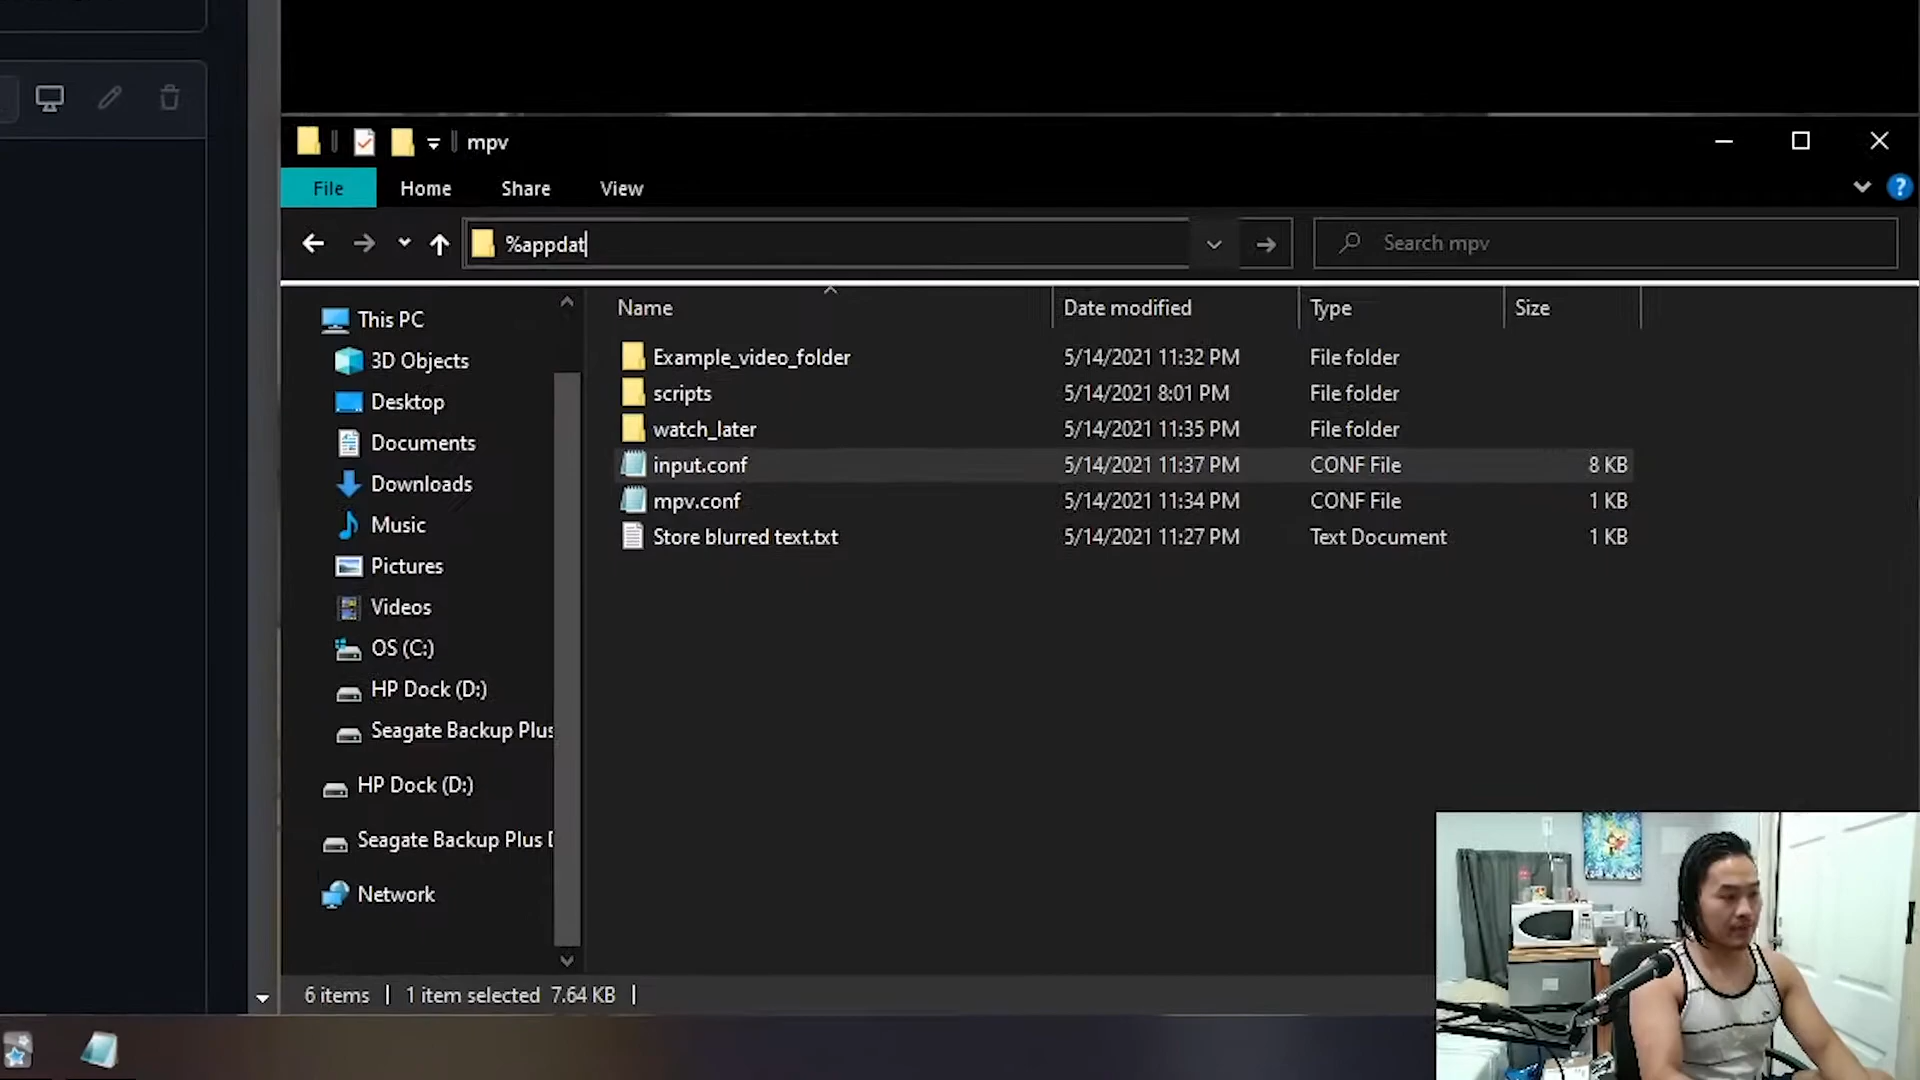 mpv
File Home Share View
%appdat
Search mpv
Name Date modified Type Size
This PC
3D Objects
Desktop
Documents
Downloads
Music
Pictures
Videos
OS (C:)
HP Dock (D:)
Seagate Backup Plus
HP Dock (D:)
Seagate Backup Plus D
Network
Example_video_folder 5/14/2021 11:32 PM File folder
scripts 5/14/2021 8:01 PM File folder
watch_later 5/14/2021 11:35 PM File folder
input.conf 5/14/2021 11:37 PM CONF File 8 KB
mpv.conf 5/14/2021 11:34 PM CONF File 1 KB
Store blurred text.txt 5/14/2021 11:27 PM Text Document 1 KB
6 items 1 item selected 7.64 KB